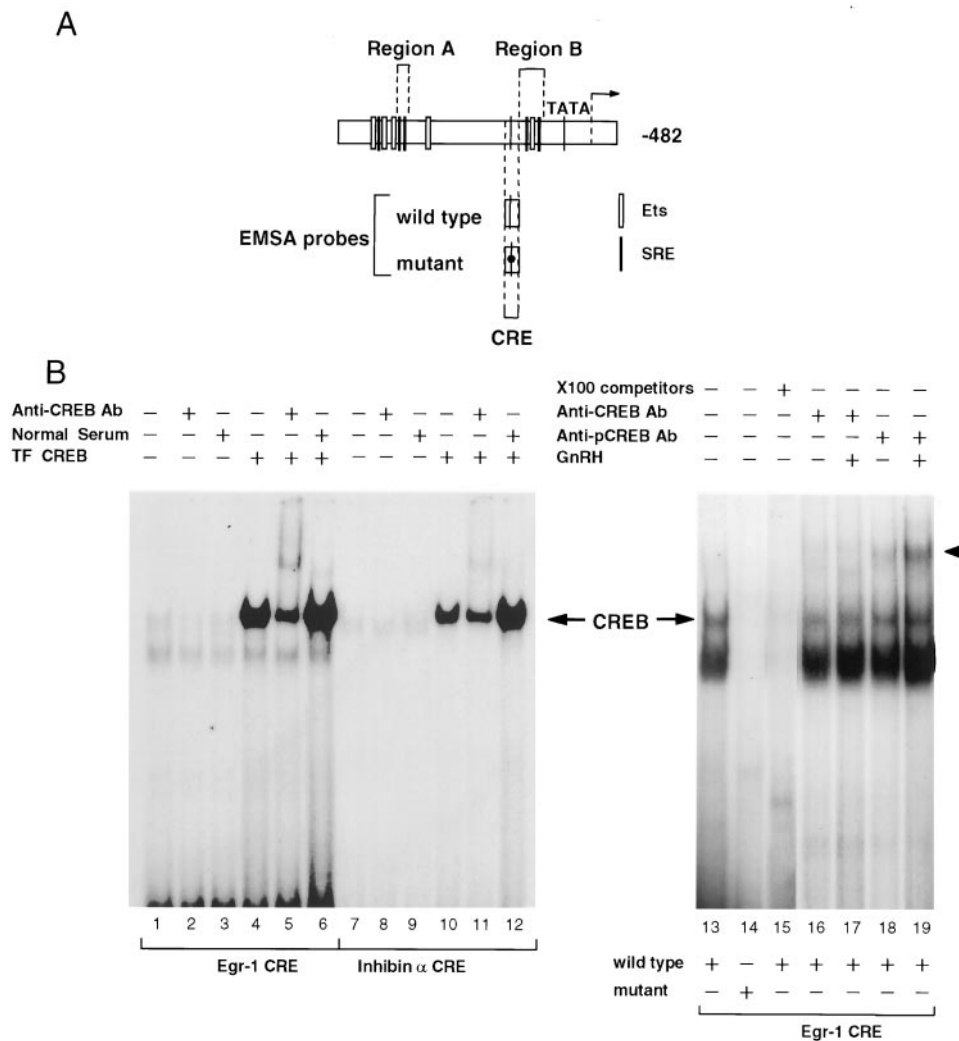 A
Region A Region B
TATA
-482
wild type
EMSA probes
mutant
Ets
SRE
CRE
B
Anti-CREB Ab – + – – + – – + – – + –
Normal Serum – – + – – + – – + – – +
TF CREB – – – + + + – – – + + +
X100 competitors – – + – – – –
Anti-CREB Ab – – – + + – –
Anti-pCREB Ab – – – – – + +
GnRH – – – – + – +
CREB
1 2 3 4 5 6 7 8 9 10 11 12
Egr-1 CRE Inhibin α CRE
13 14 15 16 17 18 19
wild type + – + + + + +
mutant – + – – – – –
Egr-1 CRE